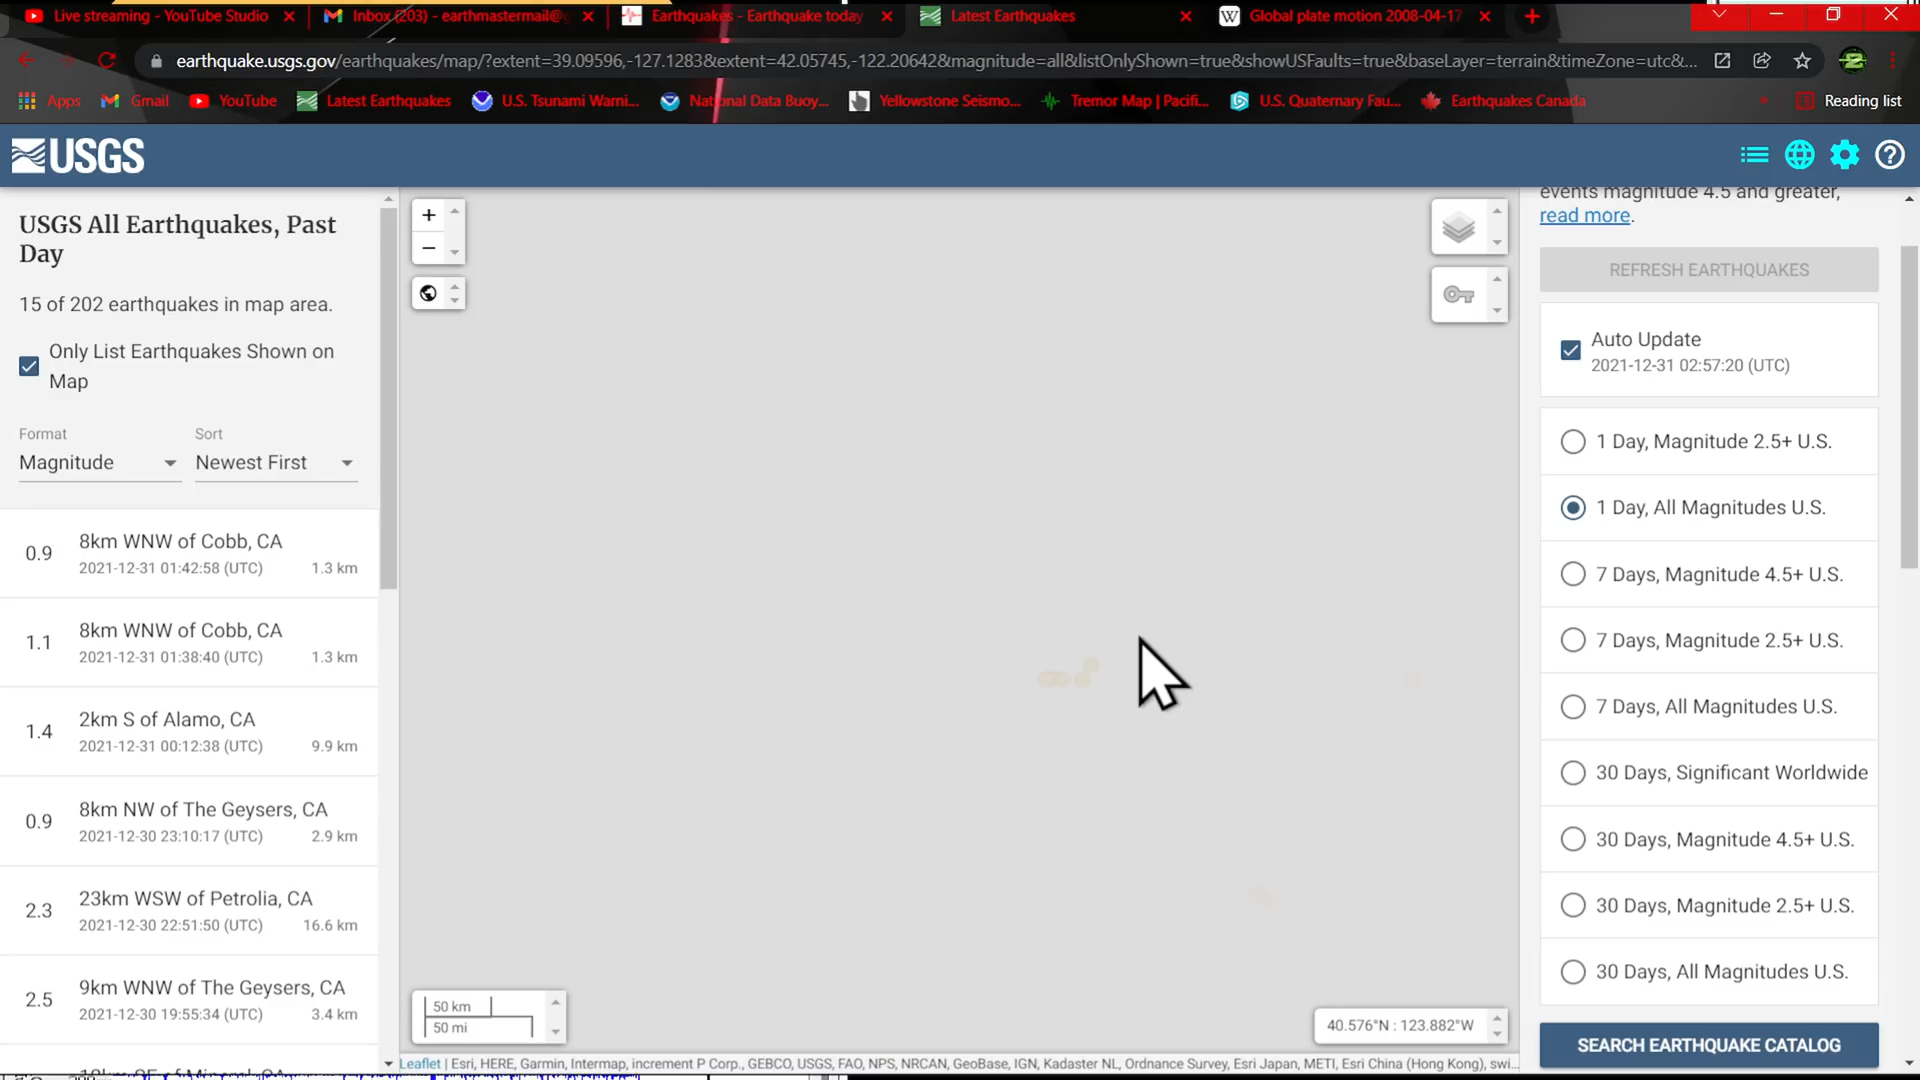 Live streaming - YouTube Studio
Inbox (203) - earthmastermail@g
Earthquakes - Earthquake today
Latest Earthquakes
Global plate motion 2008-04-17
earthquake.usgs.gov/earthquakes/map/?extent=39.09596,-127.1283&extent=42.05745,-122.20642&magnitude=all&listOnlyShown=true&showUSFaults=true&baseLayer=terrain&timeZone=utc&...
Apps
Gmail
YouTube
Latest Earthquakes
U.S. Tsunami Warni...
National Data Buoy...
Yellowstone Seismo...
Tremor Map | Pacifi...
U.S. Quaternary Fau...
Earthquakes Canada
»
Reading list
USGS
USGS All Earthquakes, Past
Day
15 of 202 earthquakes in map area.
Only List Earthquakes Shown on
Map
Format
Sort
Magnitude
Newest First
0.9
8km WNW of Cobb, CA
2021-12-31 01:42:58 (UTC)
1.3 km
1.1
8km WNW of Cobb, CA
2021-12-31 01:38:40 (UTC)
1.3 km
1.4
2km S of Alamo, CA
2021-12-31 00:12:38 (UTC)
9.9 km
0.9
8km NW of The Geysers, CA
2021-12-30 23:10:17 (UTC)
2.9 km
2.3
23km WSW of Petrolia, CA
2021-12-30 22:51:50 (UTC)
16.6 km
2.5
9km WNW of The Geysers, CA
2021-12-30 19:55:34 (UTC)
3.4 km
+
−
50 km
50 mi
40.576°N : 123.882°W
Leaflet | Esri, HERE, Garmin, Intermap, increment P Corp., GEBCO, USGS, FAO, NPS, NRCAN, GeoBase, IGN, Kadaster NL, Ordnance Survey, Esri Japan, METI, Esri China (Hong Kong), swi...
events magnitude 4.5 and greater,
read more.
REFRESH EARTHQUAKES
Auto Update
2021-12-31 02:57:20 (UTC)
1 Day, Magnitude 2.5+ U.S.
1 Day, All Magnitudes U.S.
7 Days, Magnitude 4.5+ U.S.
7 Days, Magnitude 2.5+ U.S.
7 Days, All Magnitudes U.S.
30 Days, Significant Worldwide
30 Days, Magnitude 4.5+ U.S.
30 Days, Magnitude 2.5+ U.S.
30 Days, All Magnitudes U.S.
SEARCH EARTHQUAKE CATALOG